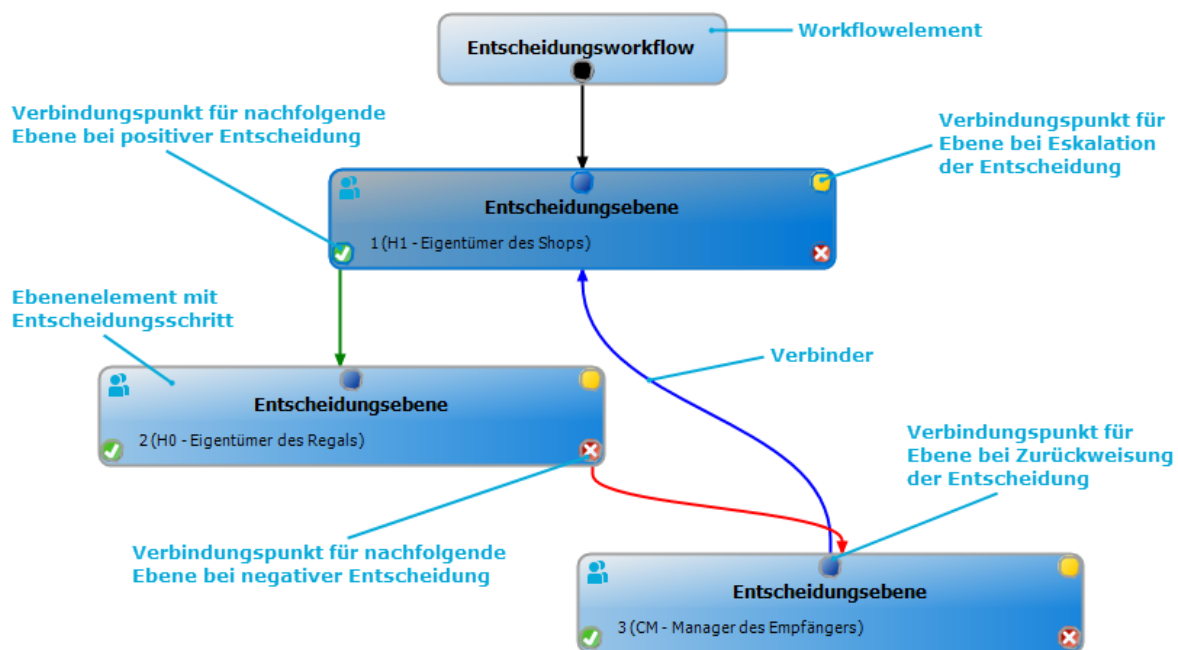 Entscheidungsworkflow
Workflowelement
Verbindungspunkt für nachfolgende
Ebene bei positiver Entscheidung
Verbindungspunkt für
Ebene bei Eskalation
der Entscheidung
Entscheidungsebene
1 (H1 - Eigentümer des Shops)
Ebenenelement mit
Entscheidungsschritt
Verbinder
Entscheidungsebene
2 (H0 - Eigentümer des Regals)
Verbindungspunkt für
Ebene bei Zurückweisung
der Entscheidung
Verbindungspunkt für nachfolgende
Ebene bei negativer Entscheidung
Entscheidungsebene
3 (CM - Manager des Empfängers)